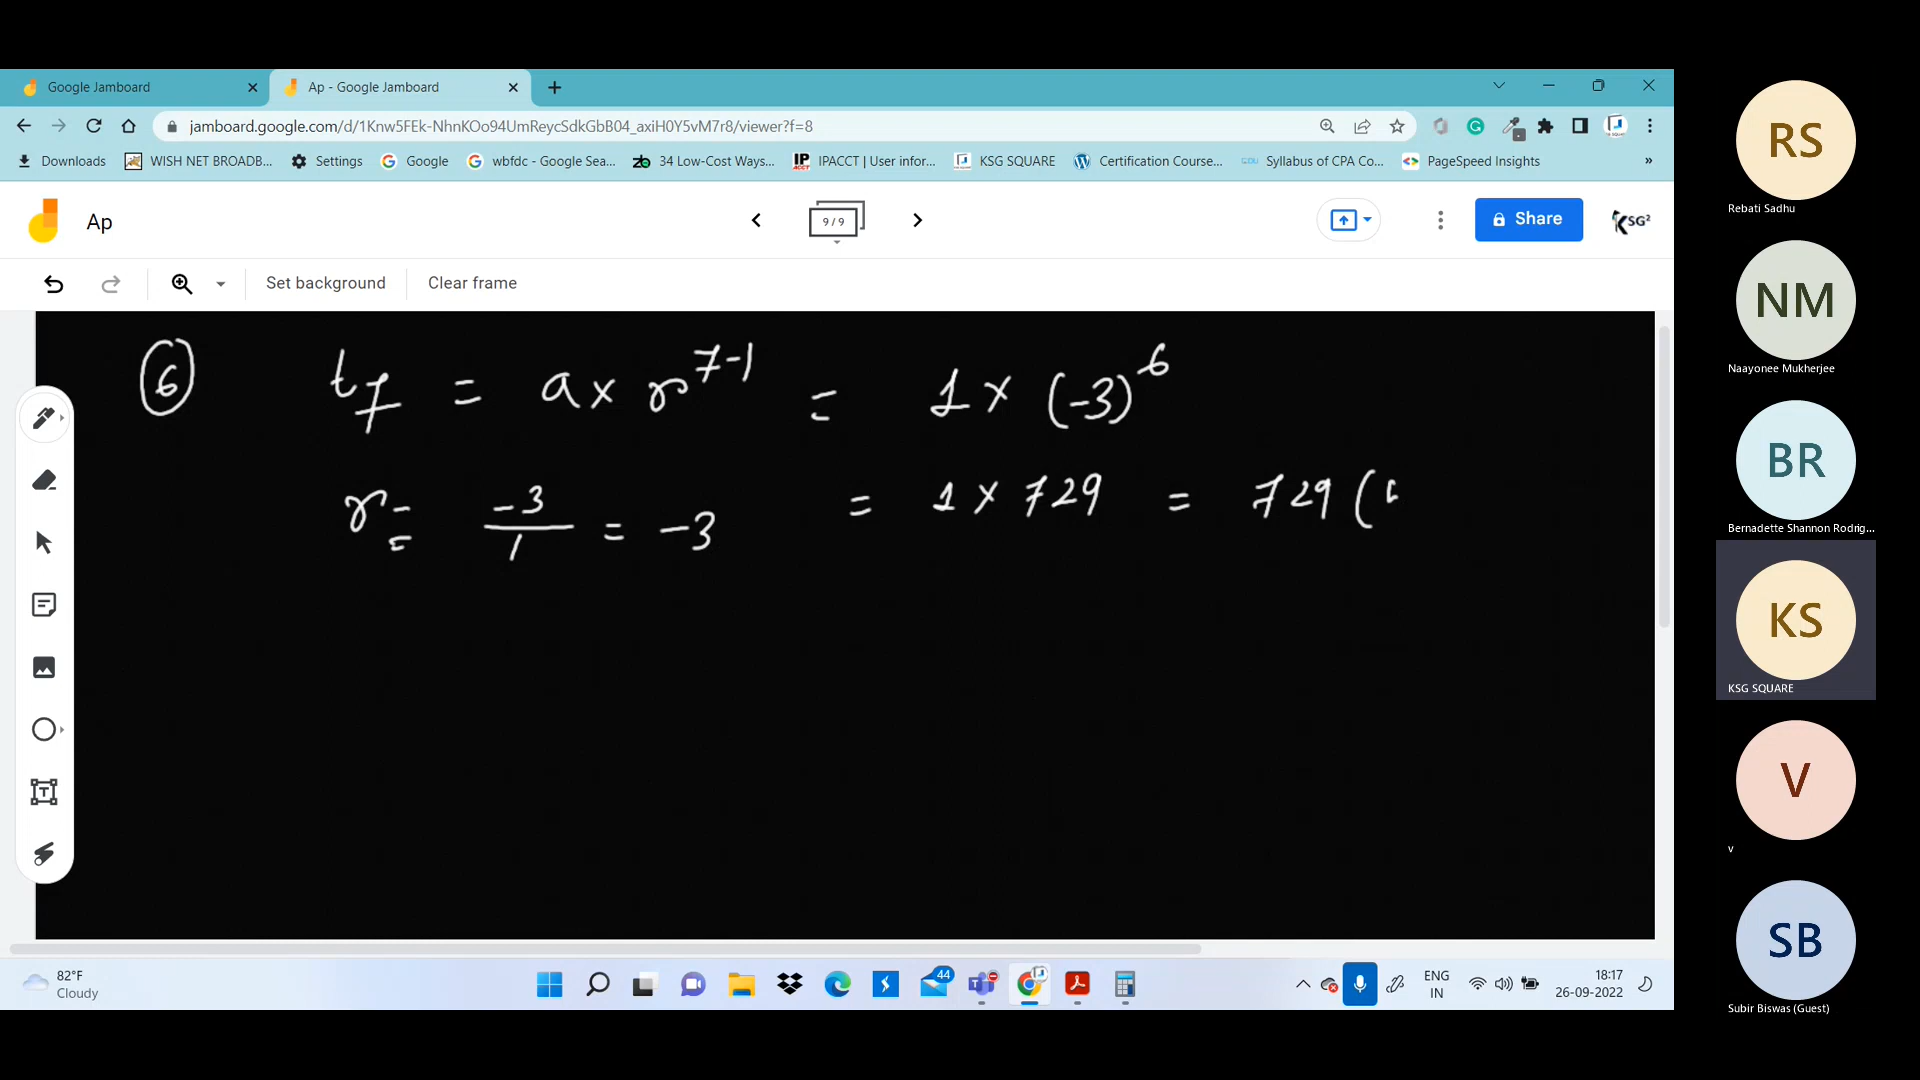 Google Jamboard
Ap - Google Jamboard
jamboard.google.com/d/1Knw5FEk-NhnKOo94UmReycSdkGbB04_axiH0Y5vM7r8/viewer?f=8
Downloads WISH NET BROADB... Settings Google wbfdc - Google Sea... 34 Low-Cost Ways... IPACCT | User infor... KSG SQUARE Certification Course... Syllabus of CPA Co... PageSpeed Insights »
Ap 9 / 9 Share KSG²
Set background Clear frame
⑥ t7 = a × r^7-1 = 1 × (-3)^6
r = -3/1 = -3 = 1 × 729 = 729 (
82°F
Cloudy
44
ENG
IN
18:17
26-09-2022
RS
Rebati Sadhu
NM
Naayonee Mukherjee
BR
Bernadette Shannon Rodrig...
KS
KSG SQUARE
V
v
SB
Subir Biswas (Guest)